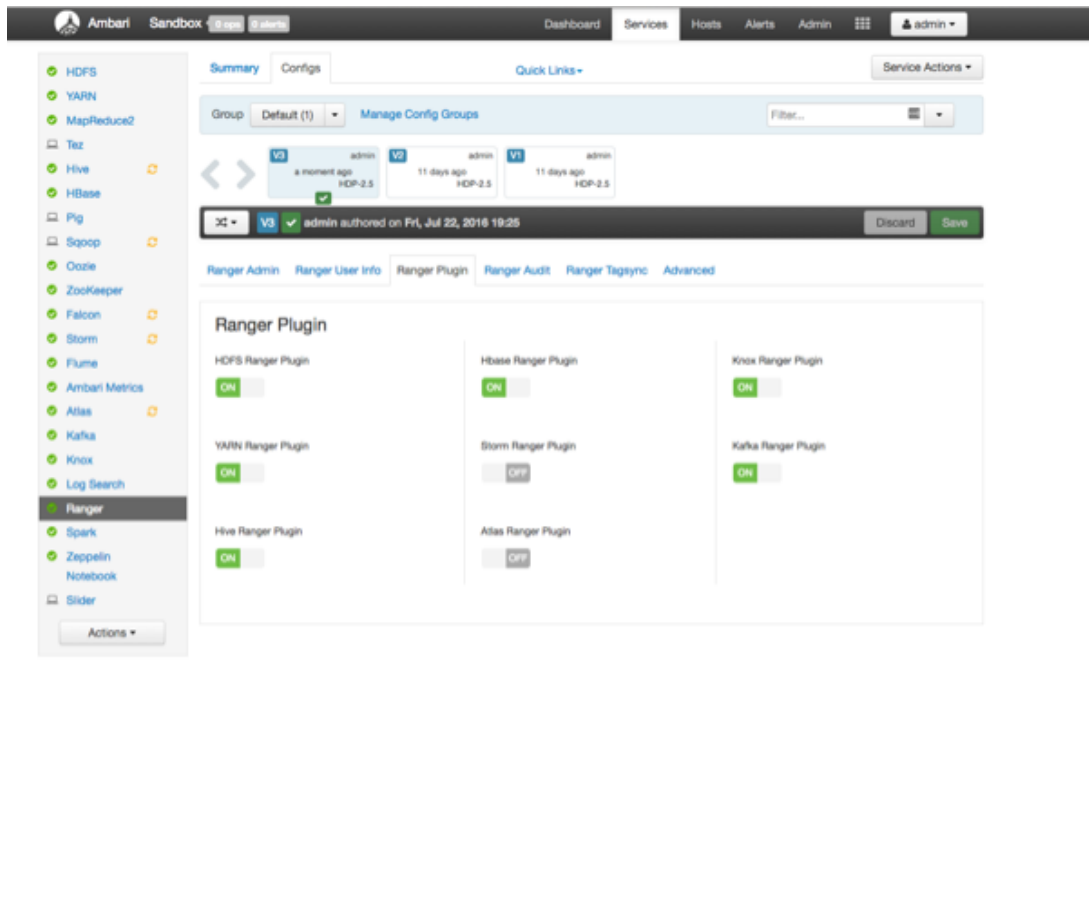 Ambari Sandbox 0 ops 0 alerts Dashboard Services Hosts Alerts Admin admin
HDFS
YARN
MapReduce2
Tez
Hive
HBase
Pig
Sqoop
Oozie
ZooKeeper
Falcon
Storm
Flume
Ambari Metrics
Atlas
Kafka
Knox
Log Search
Ranger
Spark
Zeppelin
Notebook
Slider
Actions
Summary Configs Quick Links Service Actions
Group Default (1) Manage Config Groups Filter...
V3 admin
a moment ago
HDP-2.5
V2 admin
11 days ago
HDP-2.5
V1 admin
11 days ago
HDP-2.5
V3 admin authored on Fri, Jul 22, 2016 19:25 Discard Save
Ranger Admin Ranger User Info Ranger Plugin Ranger Audit Ranger Tagsync Advanced
Ranger Plugin
HDFS Ranger Plugin Hbase Ranger Plugin Knox Ranger Plugin
ON ON ON
YARN Ranger Plugin Storm Ranger Plugin Kafka Ranger Plugin
ON OFF ON
Hive Ranger Plugin Atlas Ranger Plugin
ON OFF